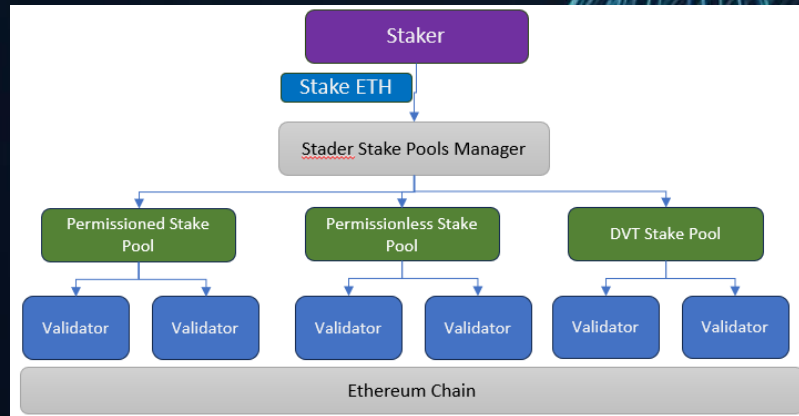 Staker
Stake ETH
Stader Stake Pools Manager
Permissioned Stake
Pool
Permissionless Stake
Pool
DVT Stake Pool
Validator
Validator
Validator
Validator
Validator
Validator
Ethereum Chain